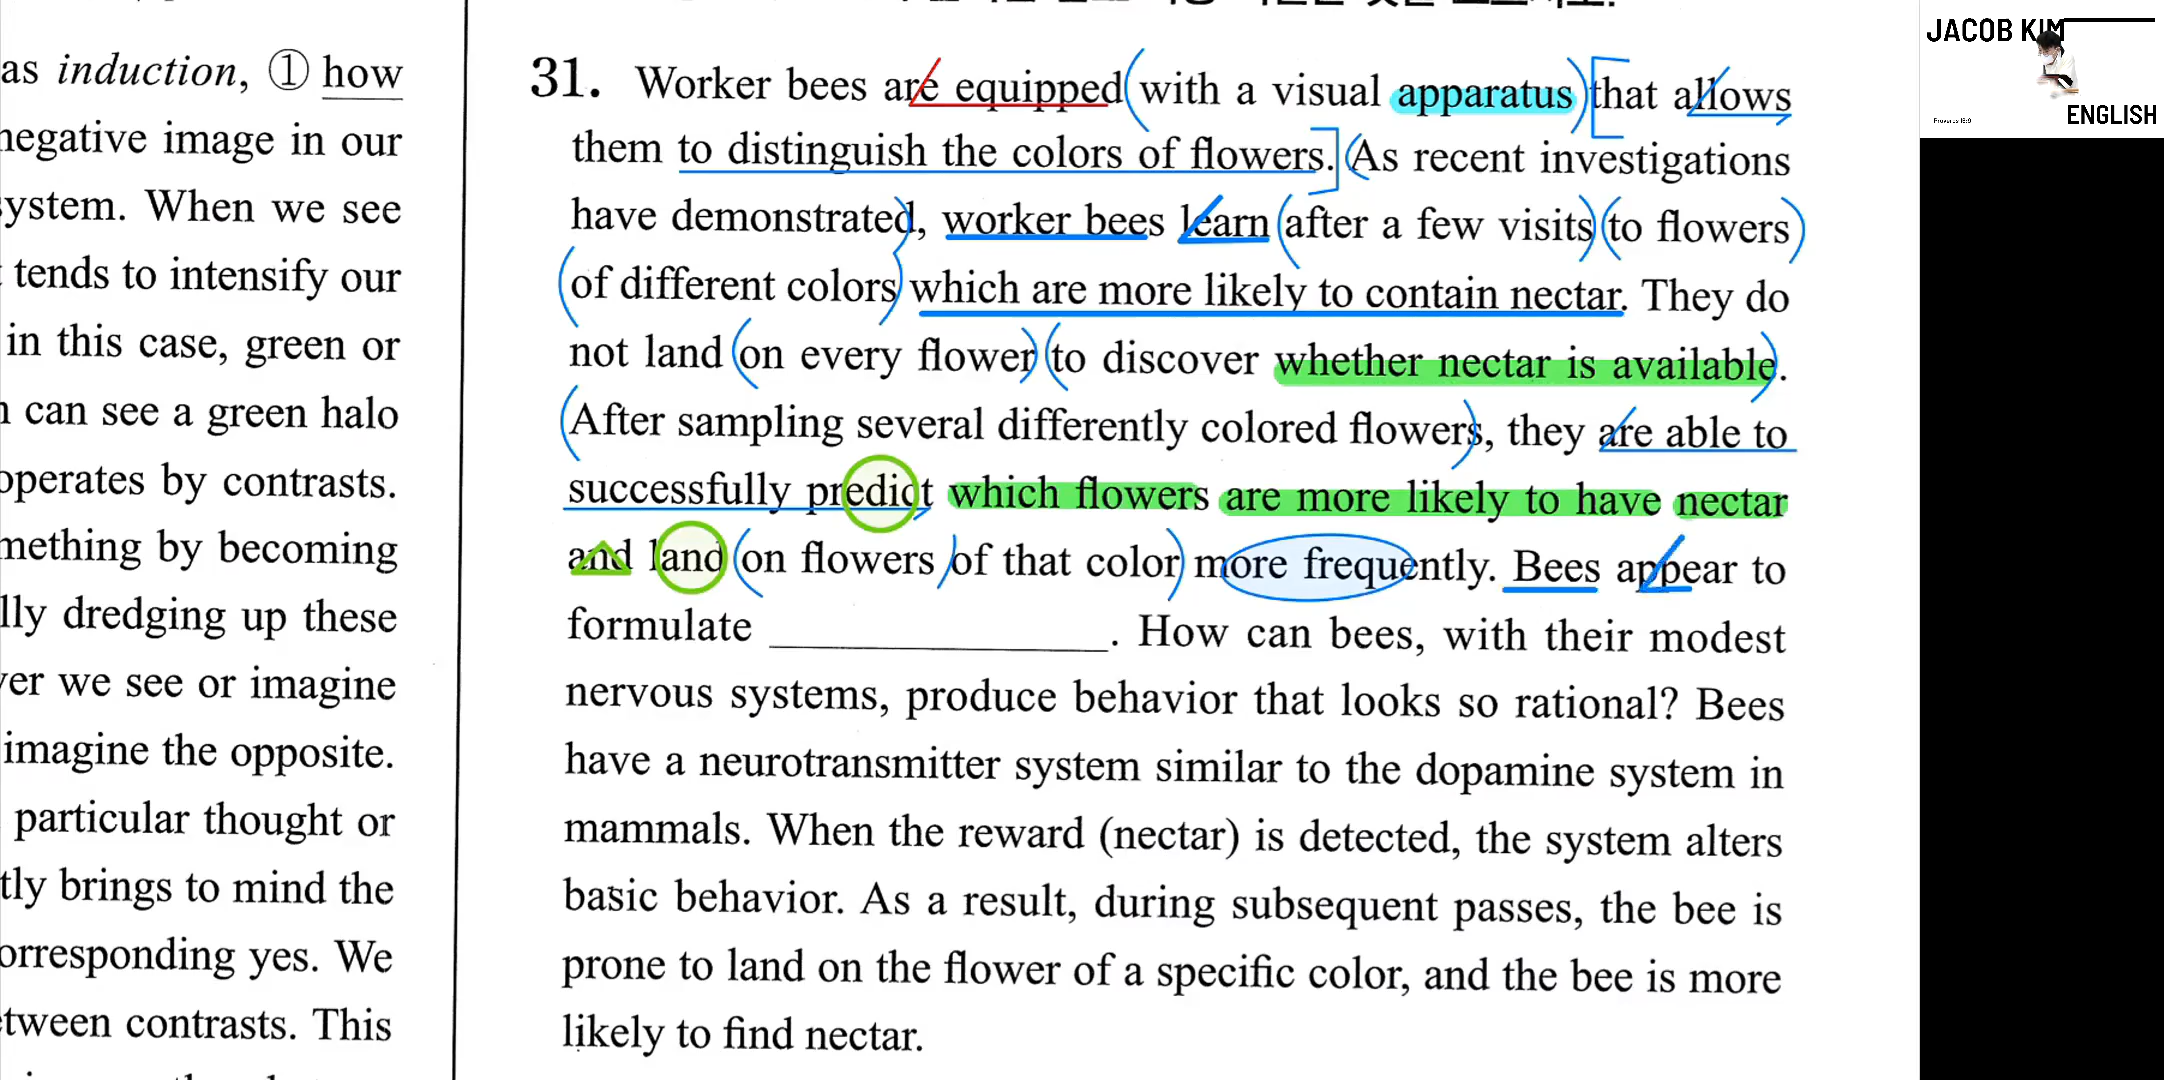 as induction, ① how
negative image in our
system. When we see
tends to intensify our
in this case, green or
can see a green halo
operates by contrasts.
mething by becoming
lly dredging up these
ver we see or imagine
imagine the opposite.
particular thought or
tly brings to mind the
orresponding yes. We
tween contrasts. This
31. Worker bees are equipped with a visual apparatus that allows
them to distinguish the colors of flowers. As recent investigations
have demonstrated, worker bees learn after a few visits to flowers
of different colors which are more likely to contain nectar. They do
not land on every flower to discover whether nectar is available.
After sampling several differently colored flowers, they are able to
successfully predict which flowers are more likely to have nectar
and land on flowers of that color more frequently. Bees appear to
formulate ____________. How can bees, with their modest
nervous systems, produce behavior that looks so rational? Bees
have a neurotransmitter system similar to the dopamine system in
mammals. When the reward (nectar) is detected, the system alters
basic behavior. As a result, during subsequent passes, the bee is
prone to land on the flower of a specific color, and the bee is more
likely to find nectar.
JACOB KIM
ENGLISH